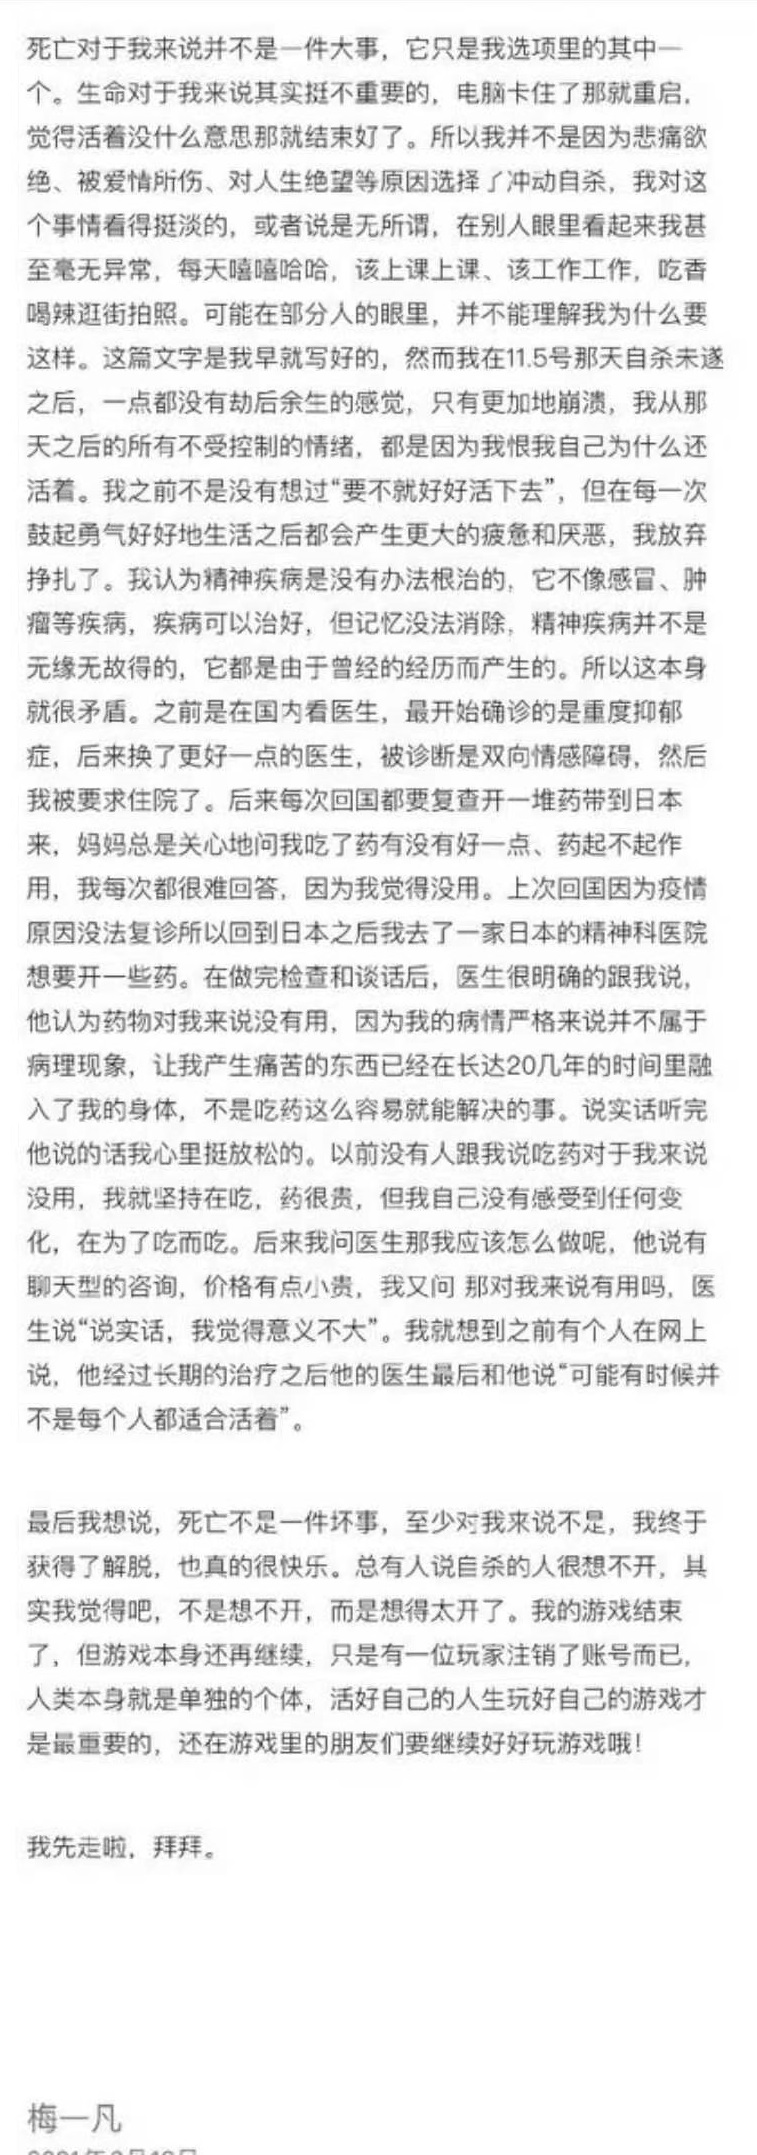 死亡对于我来说并不是一件大事，它只是我选项里的其中一
个。生命对于我来说其实挺不重要的，电脑卡住了那就重启，
觉得活着没什么意思那就结束好了。所以我并不是因为悲痛欲
绝、被爱情所伤、对人生绝望等原因选择了冲动自杀，我对这
个事情看得挺淡的，或者说是无所谓，在别人眼里看起来我甚
至毫无异常，每天嘻嘻哈哈，该上课上课、该工作工作，吃香
喝辣逛街拍照。可能在部分人的眼里，并不能理解我为什么要
这样。这篇文字是我早就写好的，然而我在11.5号那天自杀未遂
之后，一点都没有劫后余生的感觉，只有更加地崩溃，我从那
天之后的所有不受控制的情绪，都是因为我恨我自己为什么还
活着。我之前不是没有想过“要不就好好活下去”，但在每一次
鼓起勇气好好地生活之后都会产生更大的疲惫和厌恶，我放弃
挣扎了。我认为精神疾病是没有办法根治的，它不像感冒、肿
瘤等疾病，疾病可以治好，但记忆没法消除，精神疾病并不是
无缘无故得的，它都是由于曾经的经历而产生的。所以这本身
就很矛盾。之前是在国内看医生，最开始确诊的是重度抑郁
症，后来换了更好一点的医生，被诊断是双向情感障碍，然后
我被要求住院了。后来每次回国都要复查开一堆药带到日本
来，妈妈总是关心地问我吃了药有没有好一点、药起不起作
用，我每次都很难回答，因为我觉得没用。上次回国因为疫情
原因没法复诊所以回到日本之后我去了一家日本的精神科医院
想要开一些药。在做完检查和谈话后，医生很明确的跟我说，
他认为药物对我来说没有用，因为我的病情严格来说并不属于
病理现象，让我产生痛苦的东西已经在长达20几年的时间里融
入了我的身体，不是吃药这么容易就能解决的事。说实话听完
他说的话我心里挺放松的。以前没有人跟我说吃药对于我来说
没用，我就坚持在吃，药很贵，但我自己没有感受到任何变
化，在为了吃而吃。后来我问医生那我应该怎么做呢，他说有
聊天型的咨询，价格有点小贵，我又问 那对我来说有用吗，医
生说“说实话，我觉得意义不大”。我就想到之前有个人在网上
说，他经过长期的治疗之后他的医生最后和他说“可能有时候并
不是每个人都适合活着”。
最后我想说，死亡不是一件坏事，至少对我来说不是，我终于
获得了解脱，也真的很快乐。总有人说自杀的人很想不开，其
实我觉得吧，不是想不开，而是想得太开了。我的游戏结束
了，但游戏本身还再继续，只是有一位玩家注销了账号而已，
人类本身就是单独的个体，活好自己的人生玩好自己的游戏才
是最重要的，还在游戏里的朋友们要继续好好玩游戏哦！
我先走啦，拜拜。
梅一凡